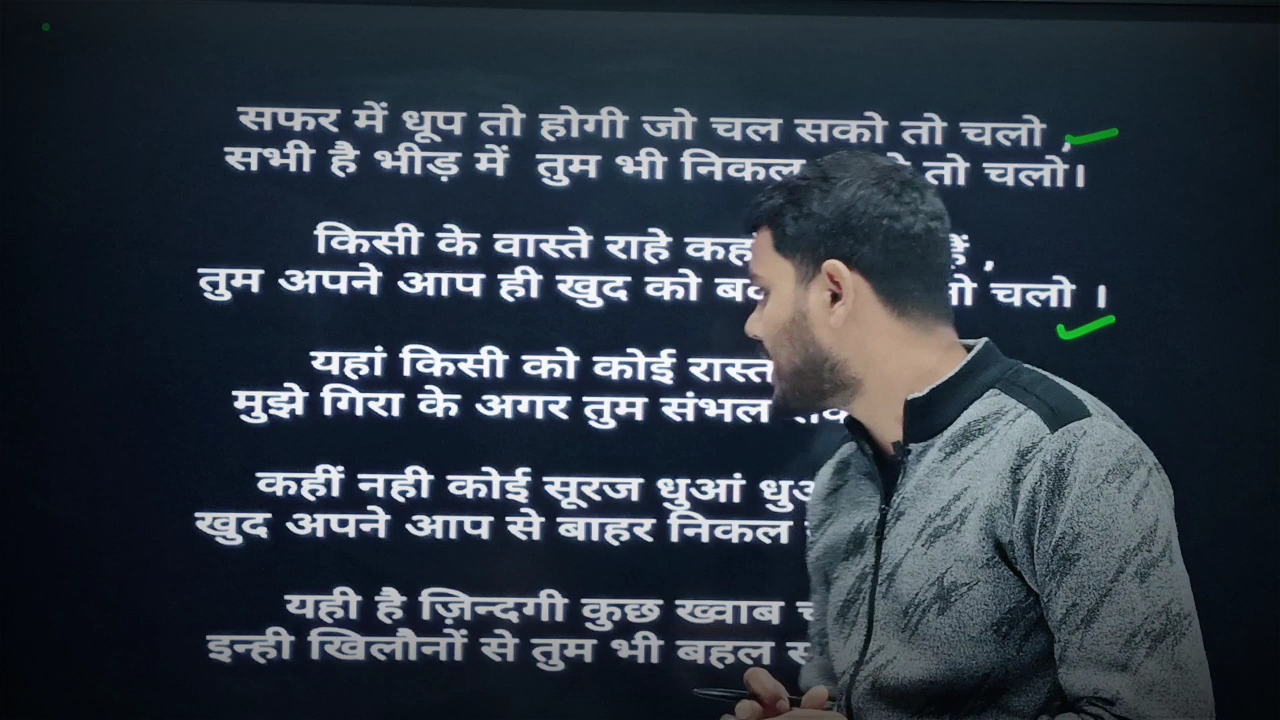 सफर में धूप तो होगी जो चल सको तो चलो ,
सभी है भीड़ में तुम भी निकल तो चलो।
किसी के वास्ते राहे
तुम अपने आप ही खुद को चलो ।
यहां किसी को कोई
मुझे गिरा के अगर तुम संभल
कहीं नही कोई सूरज धुआं
खुद अपने आप से बाहर निकल
यही है ज़िन्दगी कुछ ख्वाब
इन्ही खिलौनों से तुम भी बहल